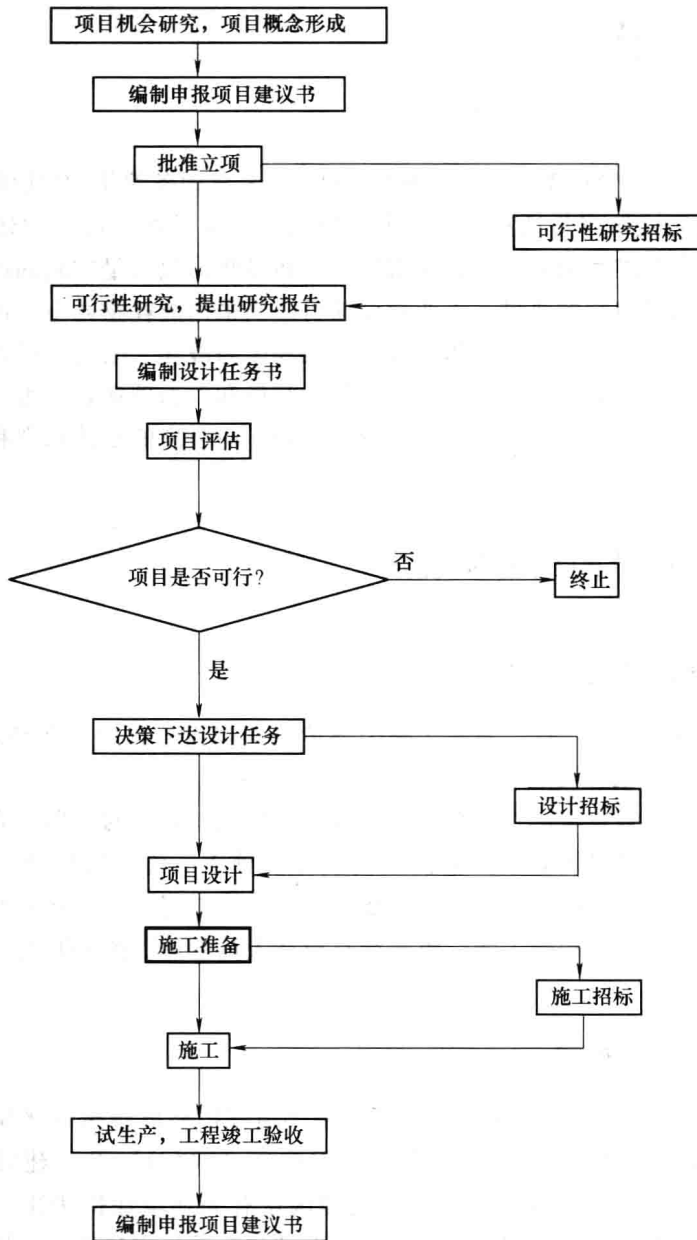 项目机会研究，项目概念形成
编制申报项目建议书
批准立项
可行性研究招标
可行性研究，提出研究报告
编制设计任务书
项目评估
项目是否可行？
否
终止
是
决策下达设计任务
设计招标
项目设计
施工准备
施工招标
施工
试生产，工程竣工验收
编制申报项目建议书